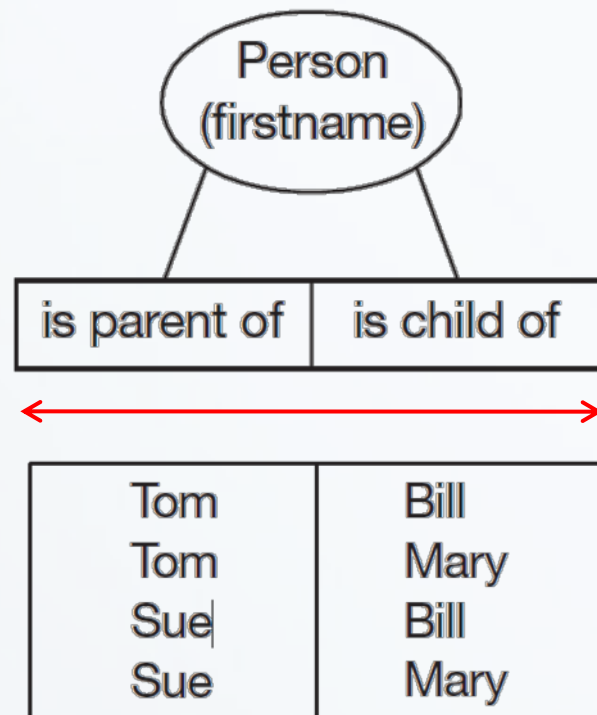 Person
(firstname)
is parent of is child of
Tom Bill
Tom Mary
Sue Bill
Sue Mary